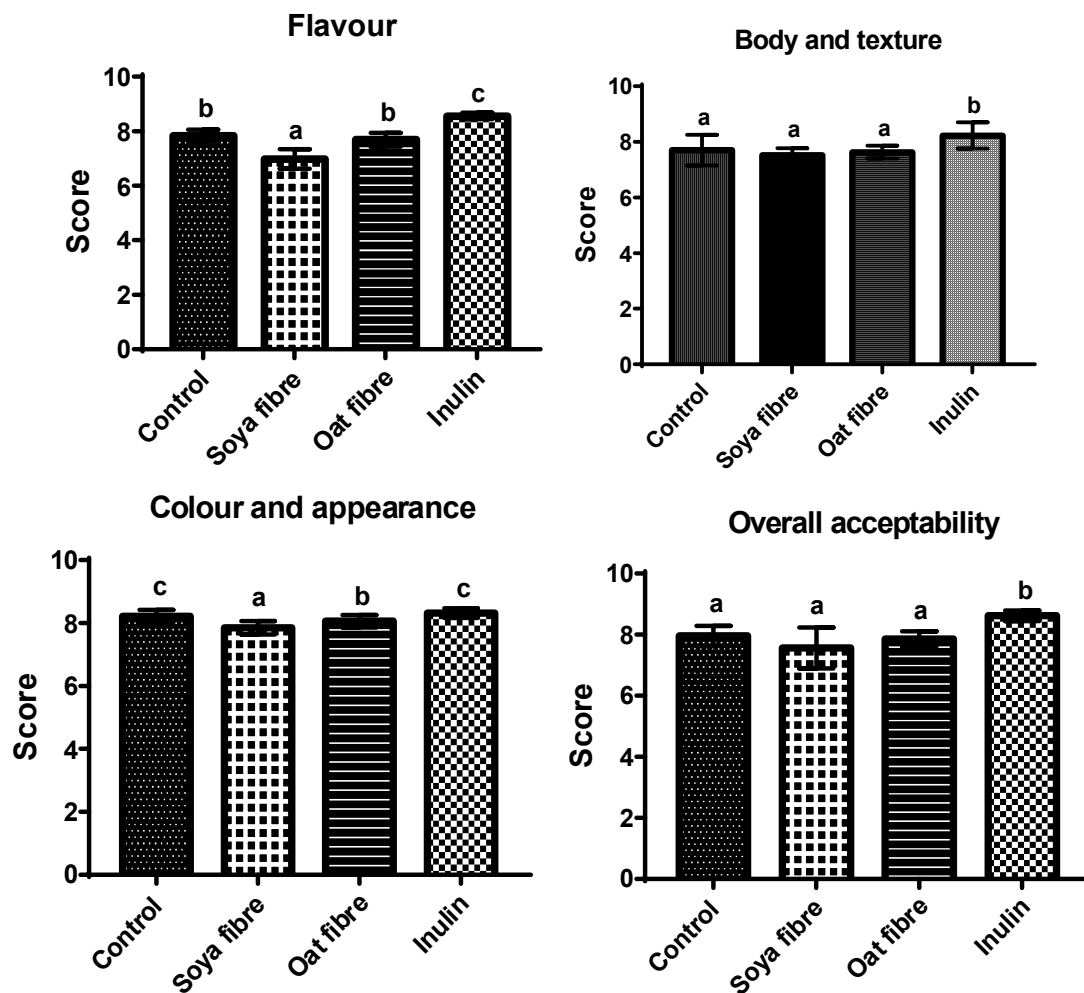 Flavour
10
8
6
4
2
0
Score
b
a
b
c
Control
Soya fibre
Oat fibre
Inulin
Body and texture
10
8
6
4
2
0
Score
a
a
a
b
Control
Soya fibre
Oat fibre
Inulin
Colour and appearance
10
8
6
4
2
0
Score
c
a
b
c
Control
Soya fibre
Oat fibre
Inulin
Overall acceptability
10
8
6
4
2
0
Score
a
a
a
b
Control
Soya fibre
Oat fibre
Inulin